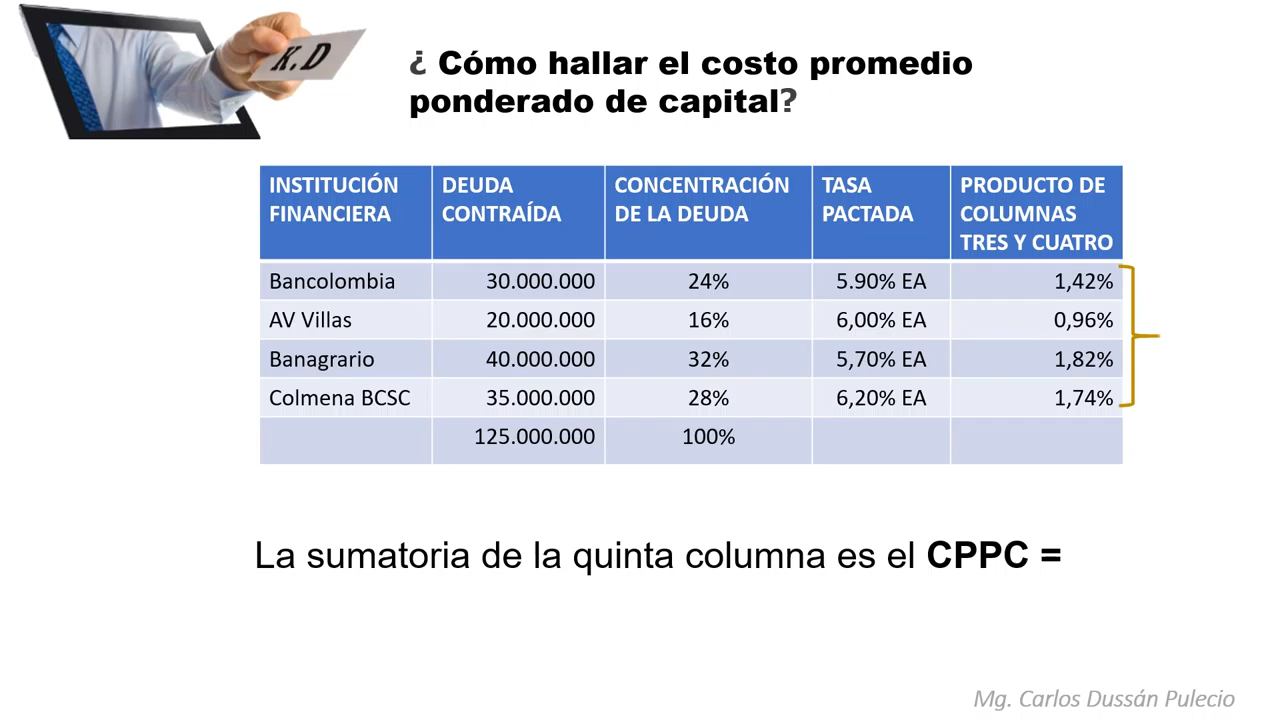 K.D
¿ Cómo hallar el costo promedio
ponderado de capital?
INSTITUCIÓN FINANCIERA DEUDA CONTRAÍDA CONCENTRACIÓN DE LA DEUDA TASA PACTADA PRODUCTO DE COLUMNAS TRES Y CUATRO
Bancolombia 30.000.000 24% 5.90% EA 1,42%
AV Villas 20.000.000 16% 6,00% EA 0,96%
Banagrario 40.000.000 32% 5,70% EA 1,82%
Colmena BCSC 35.000.000 28% 6,20% EA 1,74%
125.000.000 100%
La sumatoria de la quinta columna es el CPPC =
Mg. Carlos Dussán Pulecio